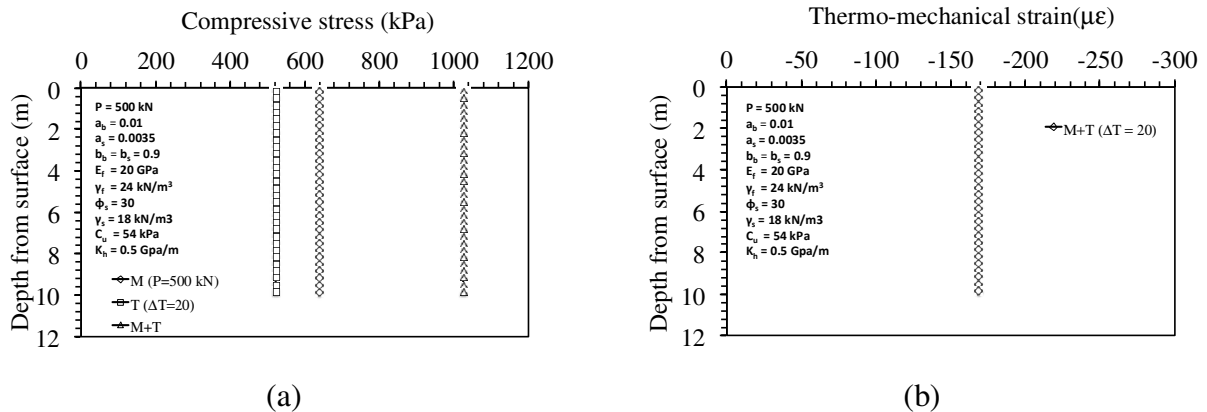 Compressive stress (kPa)
0 200 400 600 800 1000 1200
Depth from surface (m)
0
2
4
6
8
10
12
P = 500 kN
a_b = 0.01
a_s = 0.0035
b_b = b_s = 0.9
E_f = 20 GPa
γ_f = 24 kN/m³
ϕ_s = 30
γ_s = 18 kN/m3
C_u = 54 kPa
K_h = 0.5 Gpa/m
M (P=500 kN)
T (ΔT=20)
M+T
(a)
Thermo-mechanical strain(με)
0 -50 -100 -150 -200 -250 -300
Depth from surface (m)
0
2
4
6
8
10
12
P = 500 kN
a_b = 0.01
a_s = 0.0035
b_b = b_s = 0.9
E_f = 20 GPa
γ_f = 24 kN/m³
ϕ_s = 30
γ_s = 18 kN/m3
C_u = 54 kPa
K_h = 0.5 Gpa/m
M+T (ΔT = 20)
(b)